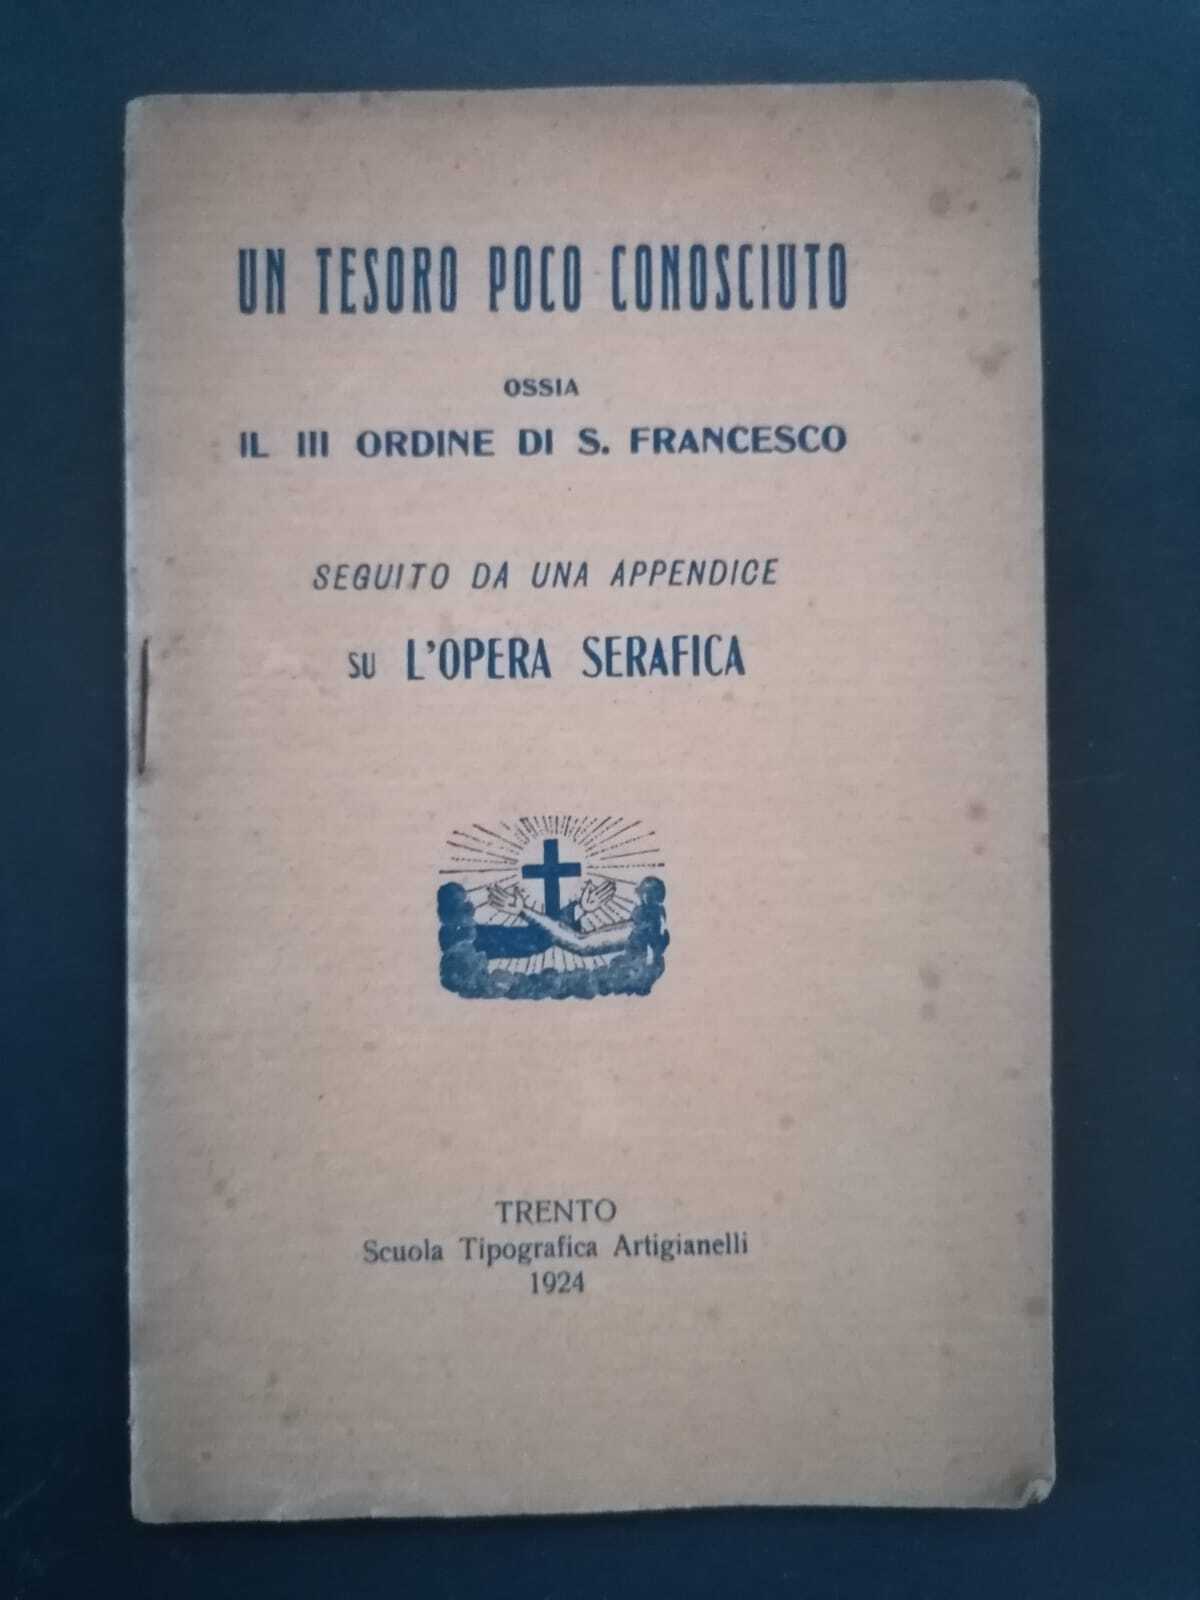 UN TESORO POCO CONOSCIUTO
OSSIA
IL III ORDINE DI S. FRANCESCO
SEGUITO DA UNA APPENDICE
SU L'OPERA SERAFICA
TRENTO
Scuola Tipografica Artigianelli
1924